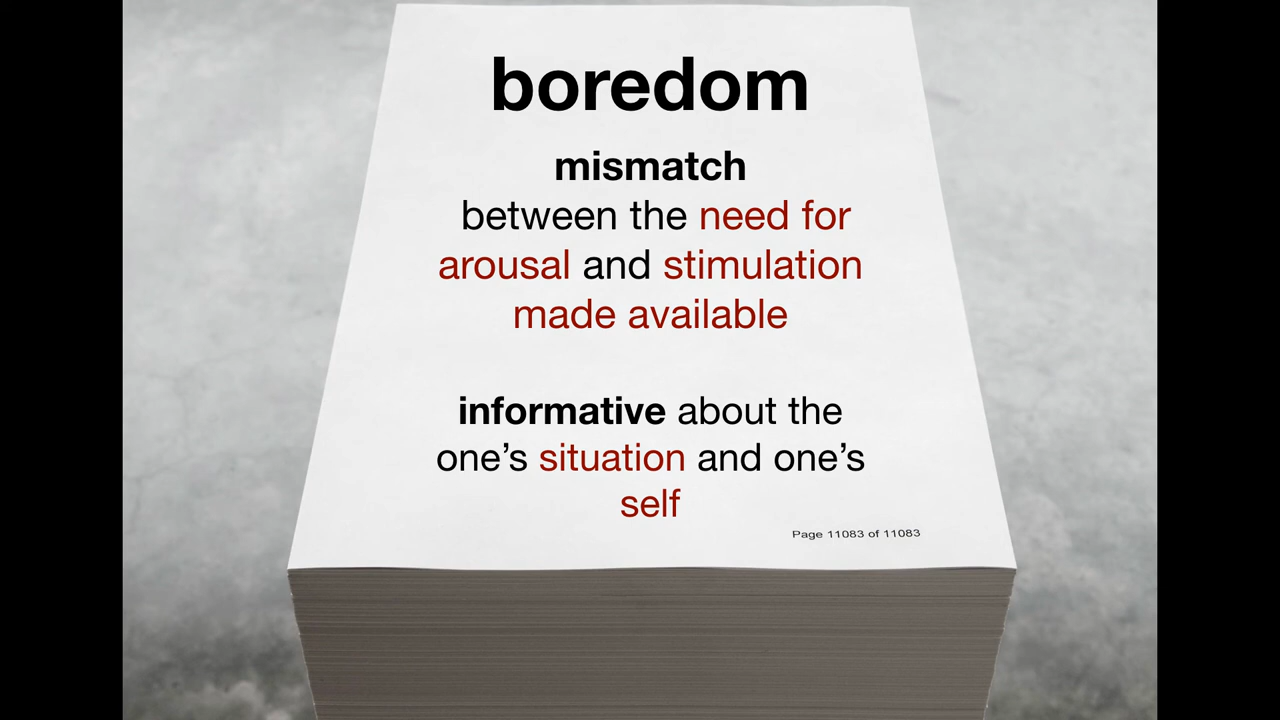 boredom
mismatch
between the need for
arousal and stimulation
made available
informative about the
one’s situation and one’s
self
Page 11083 of 11083